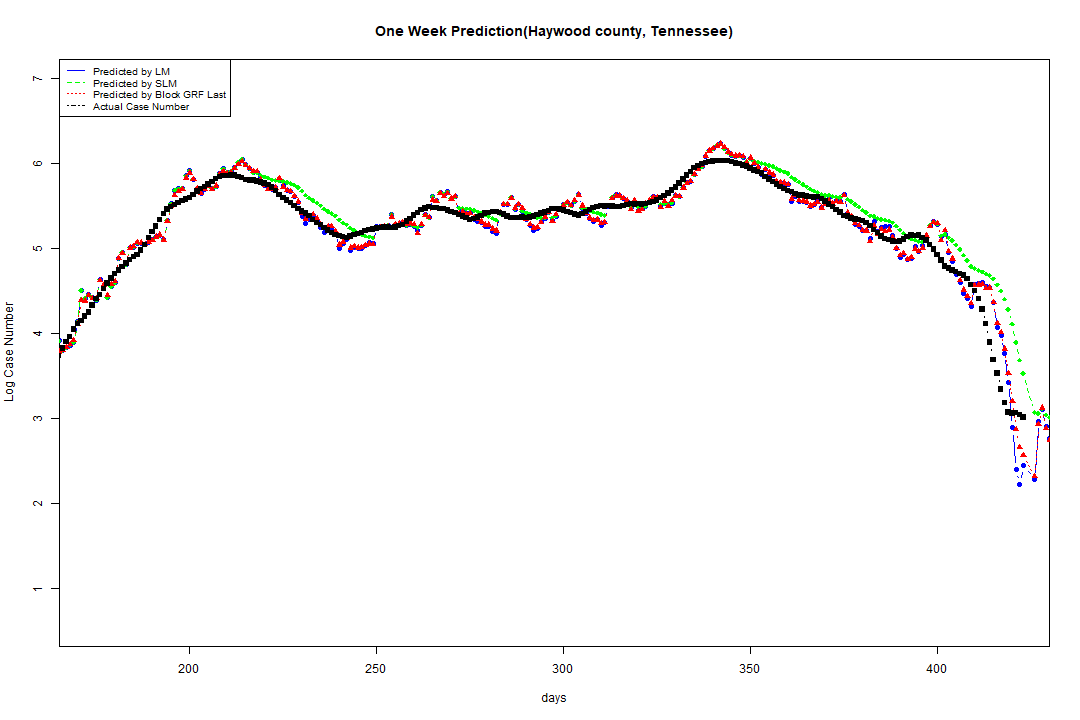 One Week Prediction(Haywood county, Tennessee)
Predicted by LM
Predicted by SLM
Predicted by Block GRF Last
Actual Case Number
7
6
5
4
3
2
1
Log Case Number
200 250 300 350 400
days